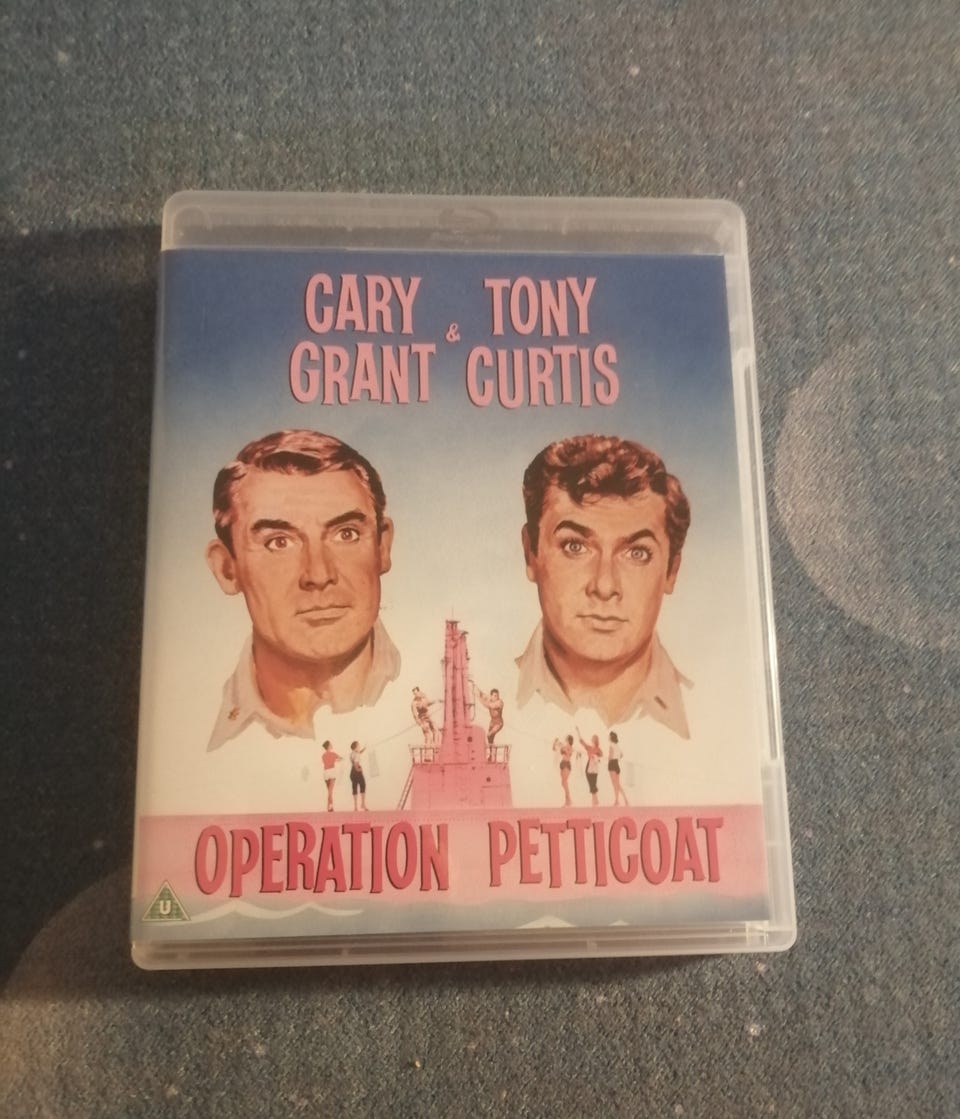 CARY & TONY
GRANT CURTIS
OPERATION PETTICOAT
U